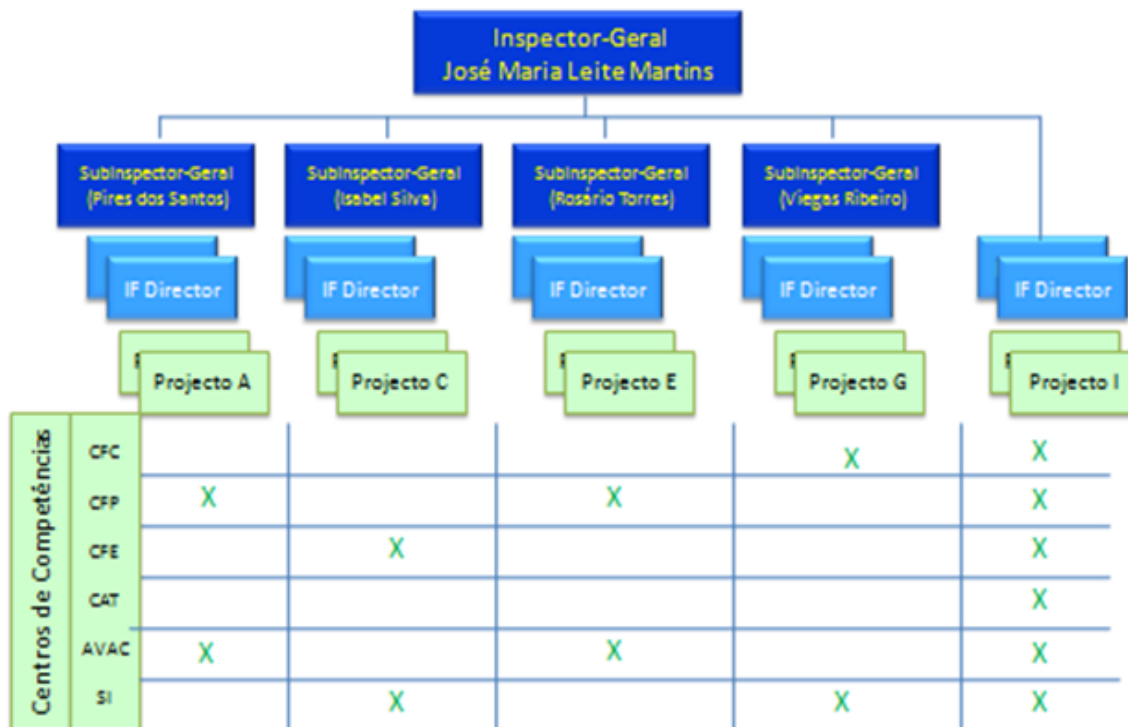 Inspector-Geral
José Maria Leite Martins
SubInspector-Geral
(Pires dos Santos)
SubInspector-Geral
(Isabel Silva)
SubInspector-Geral
(Rosário Torres)
SubInspector-Geral
(Viegas Ribeiro)
IF Director
IF Director
IF Director
IF Director
IF Director
Projecto A
Projecto C
Projecto E
Projecto G
Projecto I
Centros de Competências
CFC
X
X
CFP
X
X
X
CFE
X
X
CAT
X
AVAC
X
X
X
SI
X
X
X